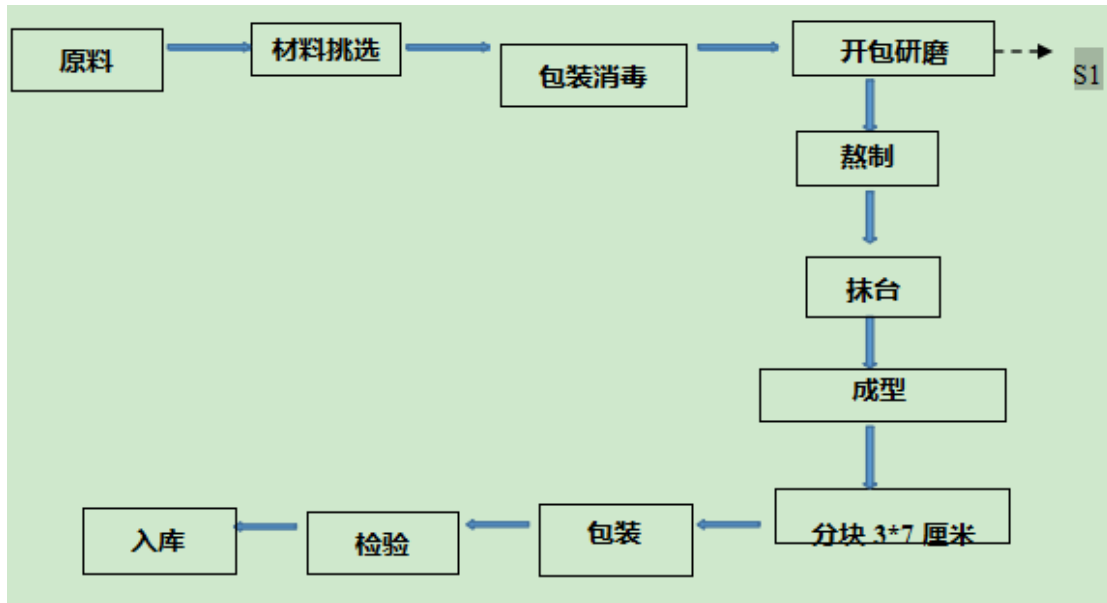 原料
材料挑选
包装消毒
开包研磨
S1
熬制
抹台
成型
分块 3*7 厘米
包装
检验
入库